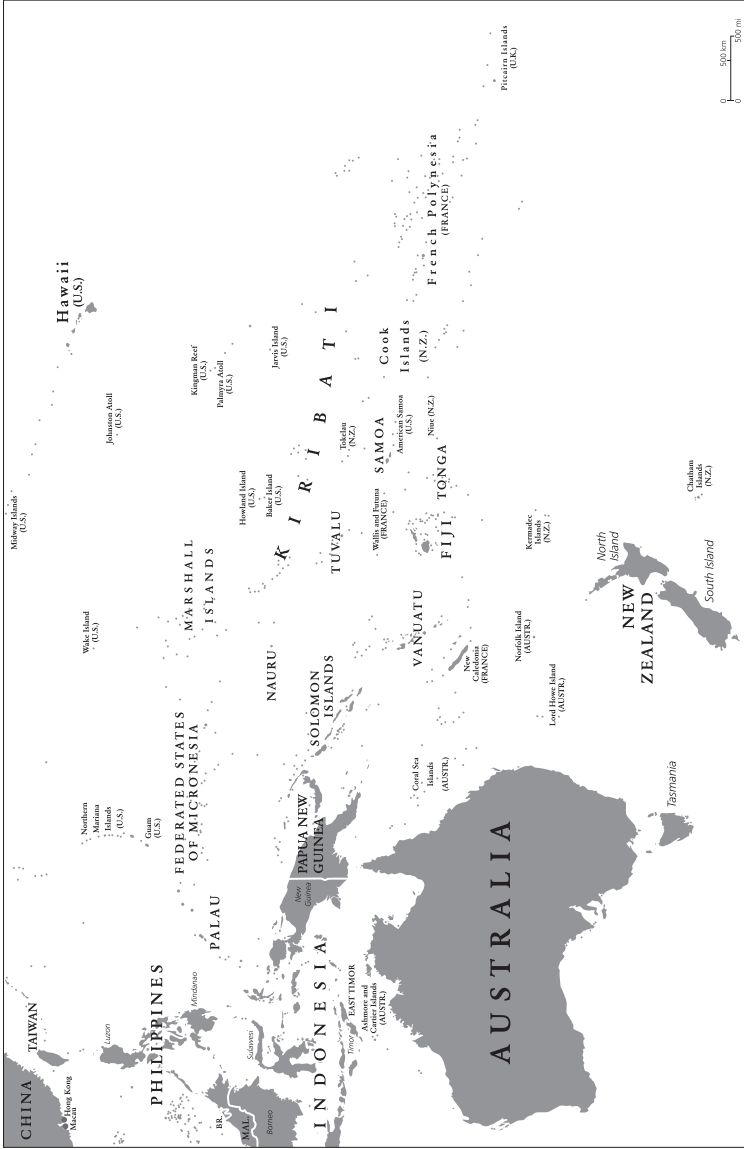 CHINA
TAIWAN
Hong Kong
Macau
Luzon
PHILIPPINES
Mindanao
BR.
MAL.
Borneo
Sulawesi
INDONESIA
Timor
EAST TIMOR
Ashmore and
Cartier Islands
(AUSTR.)
PALAU
Northern
Mariana
Islands
(U.S.)
Guam
(U.S.)
FEDERATED STATES
OF MICRONESIA
New
Guinea
PAPUA NEW
GUINEA
Coral Sea
Islands
(AUSTR.)
AUSTRALIA
Tasmania
Wake Island
(U.S.)
MARSHALL
ISLANDS
NAURU
SOLOMON
ISLANDS
VANUATU
New
Caledonia
(FRANCE)
Norfolk Island
(AUSTR.)
Lord Howe Island
(AUSTR.)
NEW
ZEALAND
North
Island
South Island
Midway Islands
(U.S.)
Johnston Atoll
(U.S.)
Hawaii
(U.S.)
Kingman Reef
(U.S.)
Palmyra Atoll
(U.S.)
Jarvis Island
(U.S.)
Howland Island
(U.S.)
Baker Island
(U.S.)
KIRIBATI
TUVALU
Tokelau
(N.Z.)
Wallis and Futuna
(FRANCE)
SAMOA
American Samoa
(U.S.)
Cook
Islands
(N.Z.)
Niue (N.Z.)
FIJI
TONGA
Kermadec
Islands
(N.Z.)
Chatham
Islands
(N.Z.)
French Polynesia
(FRANCE)
Pitcairn Islands
(U.K.)
0 500 km
0 500 mi